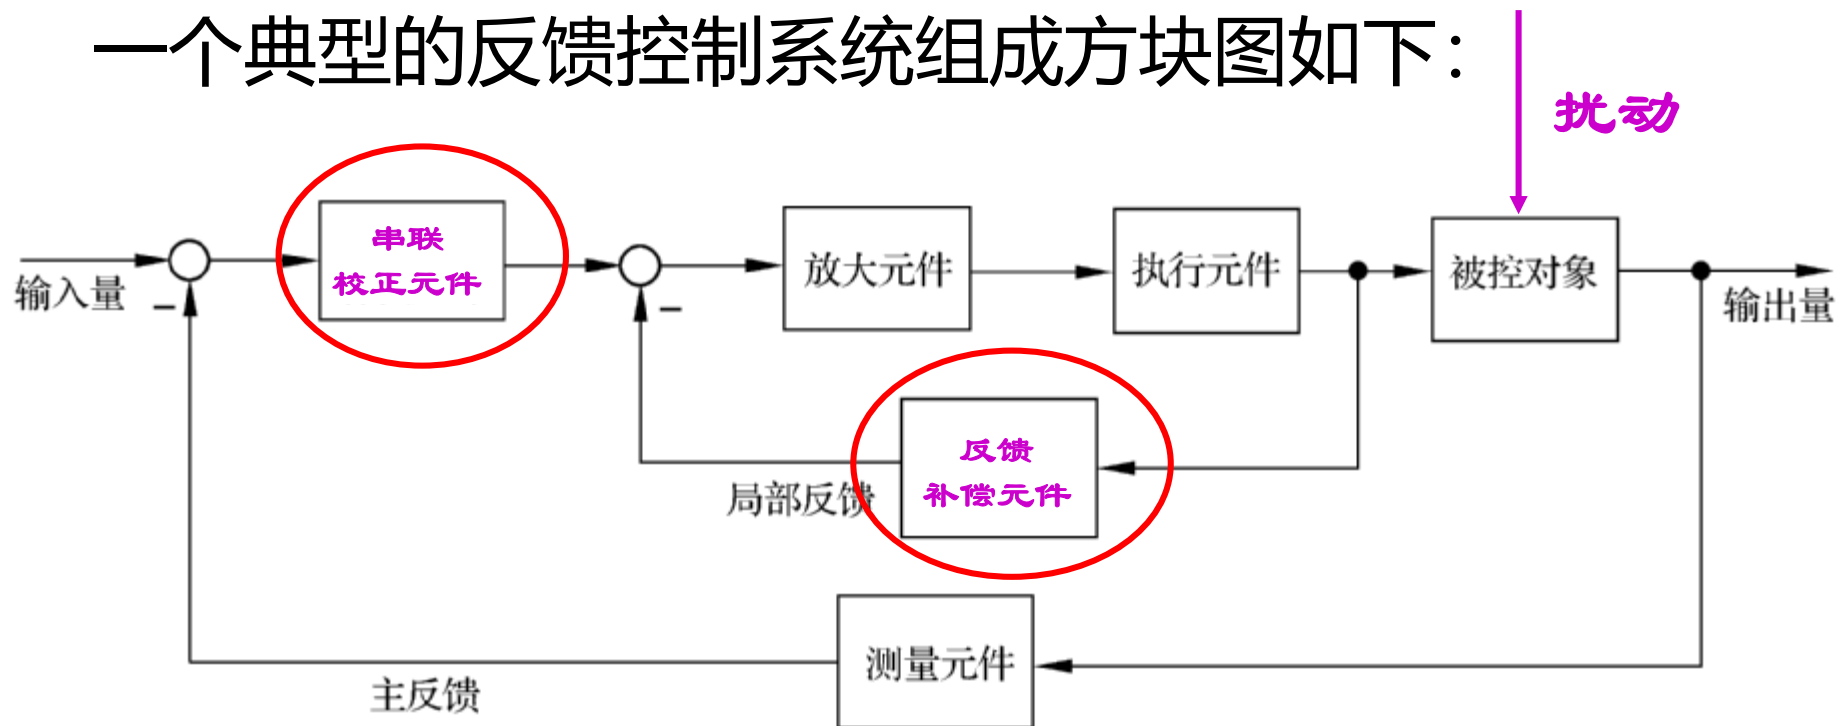 一个典型的反馈控制系统组成方块图如下：
扰动
串联
校正元件
放大元件
执行元件
被控对象
输入量
−
−
输出量
反馈
补偿元件
局部反馈
测量元件
主反馈